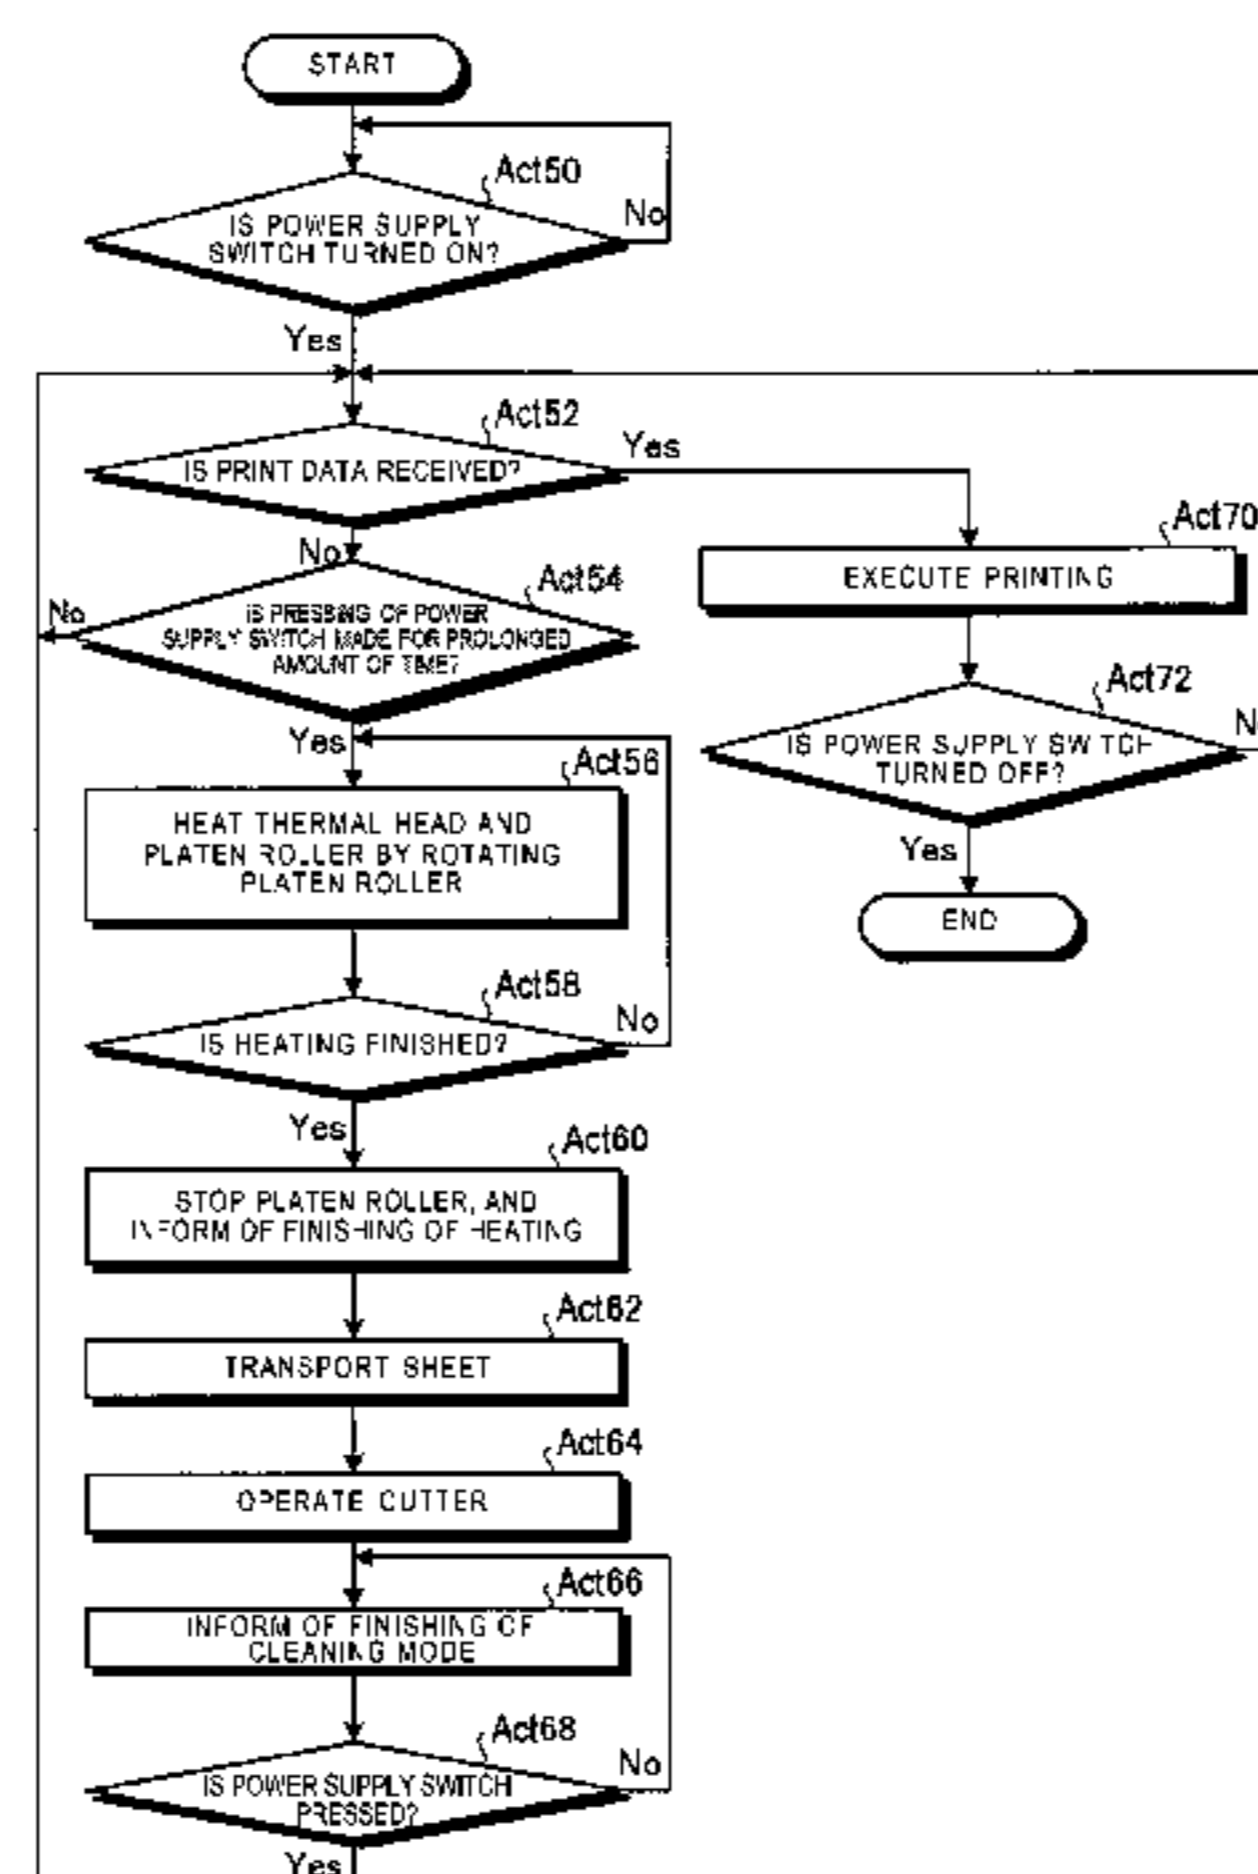 START
Act50
No
IS POWER SUPPLY
SWITCH TURNED ON?
Yes
Act52
IS PRINT DATA RECEIVED?
Yes
No
Act54
No
IS PRESSING OF POWER
SUPPLY SWITCH MADE FOR PROLONGED
AMOUNT OF TIME?
Yes
Act56
HEAT THERMAL HEAD AND
PLATEN ROLLER BY ROTATING
PLATEN ROLLER
Act58
No
IS HEATING FINISHED?
Yes
Act60
STOP PLATEN ROLLER, AND
INFORM OF FINISHING OF HEATING
Act62
TRANSPORT SHEET
Act64
OPERATE CUTTER
Act66
INFORM OF FINISHING OF
CLEANING MODE
Act68
No
IS POWER SUPPLY SWITCH
PRESSED?
Yes
Act70
EXECUTE PRINTING
Act72
IS POWER SUPPLY SWITCH
TURNED OFF?
Yes
END